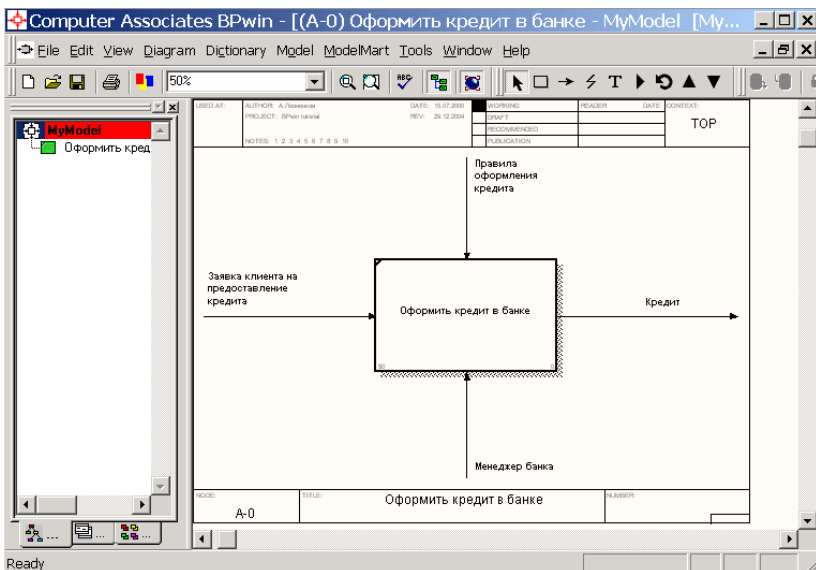 Computer Associates BPwin - [(A-0) Оформить кредит в банке - MyModel [My...
File Edit View Diagram Dictionary Model ModelMart Tools Window Help
50%
ABC
T
MyModel
Оформить кред
USED AT:
AUTHOR: А.
DATE: 15.07.2000
WORKING
READER
DATE
CONTEXT:
PROJECT: BPwin tutorial
REV: 29.12.2004
DRAFT
TOP
RECOMMENDED
NOTES: 1 2 3 4 5 6 7 8 9 10
PUBLICATION
Правила
оформления
кредита
Заявка клиента на
предоставление
кредита
Оформить кредит в банке
Кредит
$0
0
Менеджер банка
NODE:
TITLE:
NUMBER:
A-0
Оформить кредит в банке
Ready